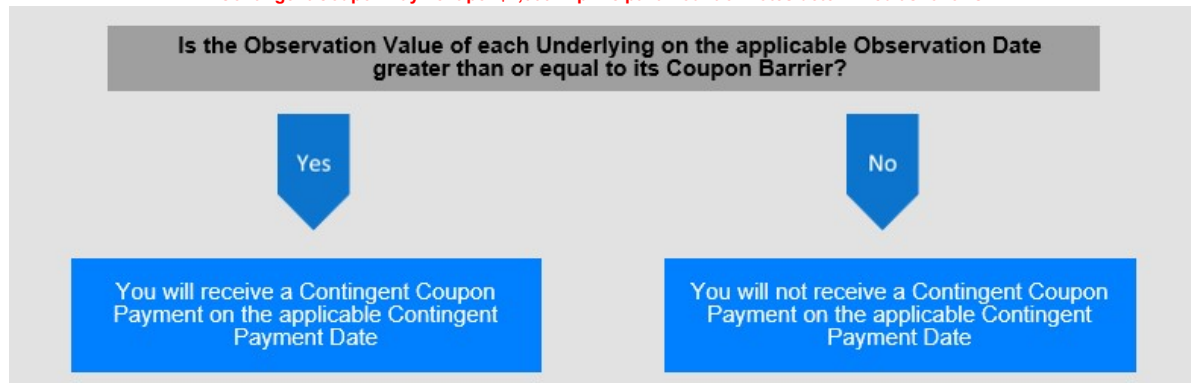 Is the Observation Value of each Underlying on the applicable Observation Date
greater than or equal to its Coupon Barrier?
Yes
No
You will receive a Contingent Coupon
Payment on the applicable Contingent
Payment Date
You will not receive a Contingent Coupon
Payment on the applicable Contingent
Payment Date